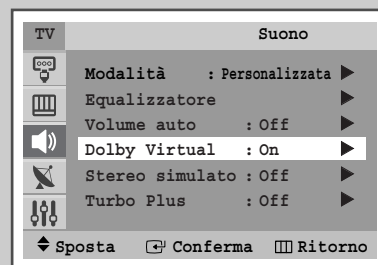 TV Suono
Modalità : Personalizzata
Equalizzatore
Volume auto : Off
Dolby Virtual : On
Stereo simulato : Off
Turbo Plus : Off
Sposta Conferma Ritorno